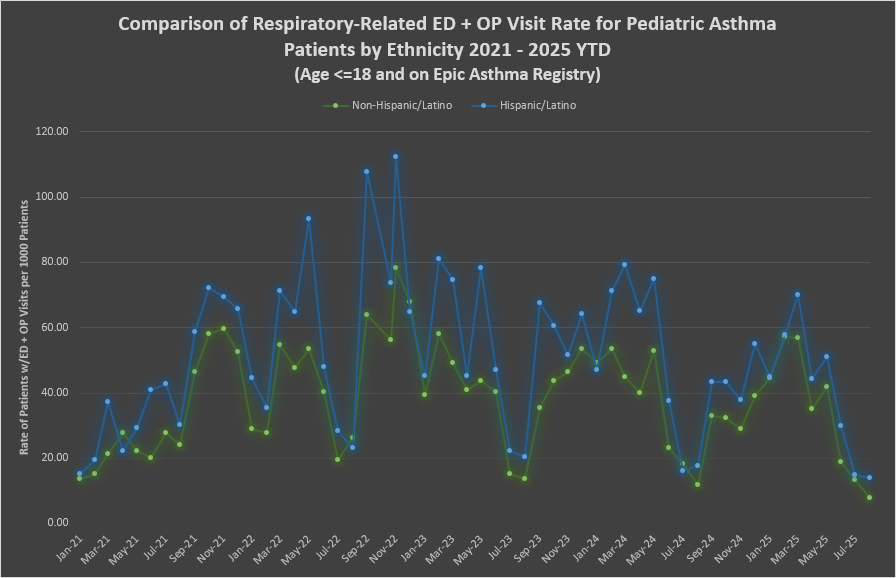 Comparison of Respiratory-Related ED + OP Visit Rate for Pediatric Asthma
Patients by Ethnicity 2021 - 2025 YTD
(Age <=18 and on Epic Asthma Registry)
Non-Hispanic/Latino
Hispanic/Latino
Rate of Patients w/ED + OP Visits per 1000 Patients
120.00
100.00
80.00
60.00
40.00
20.00
0.00
Jan-21
Mar-21
May-21
Jul-21
Sep-21
Nov-21
Jan-22
Mar-22
May-22
Jul-22
Sep-22
Nov-22
Jan-23
Mar-23
May-23
Jul-23
Sep-23
Nov-23
Jan-24
Mar-24
May-24
Jul-24
Sep-24
Nov-24
Jan-25
Mar-25
May-25
Jul-25